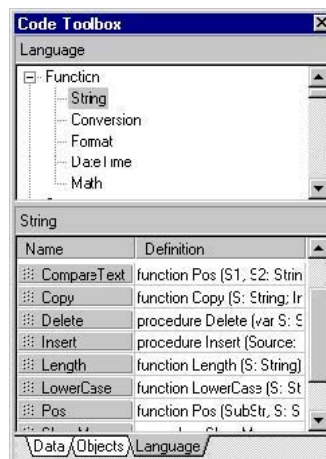 Code Toolbox
Language
Function
String
Conversion
Format
DateTime
Math
String
Name Definition
CompareText function Pos (S1, S2: Strin
Copy function Copy (S: String; Ir
Delete procedure Delete (var S: S
Insert procedure Insert (Source:
Length function Length (S: String)
LowerCase function LowerCase (S: St
Pos function Pos (SubStr, S: S
Data Objects Language